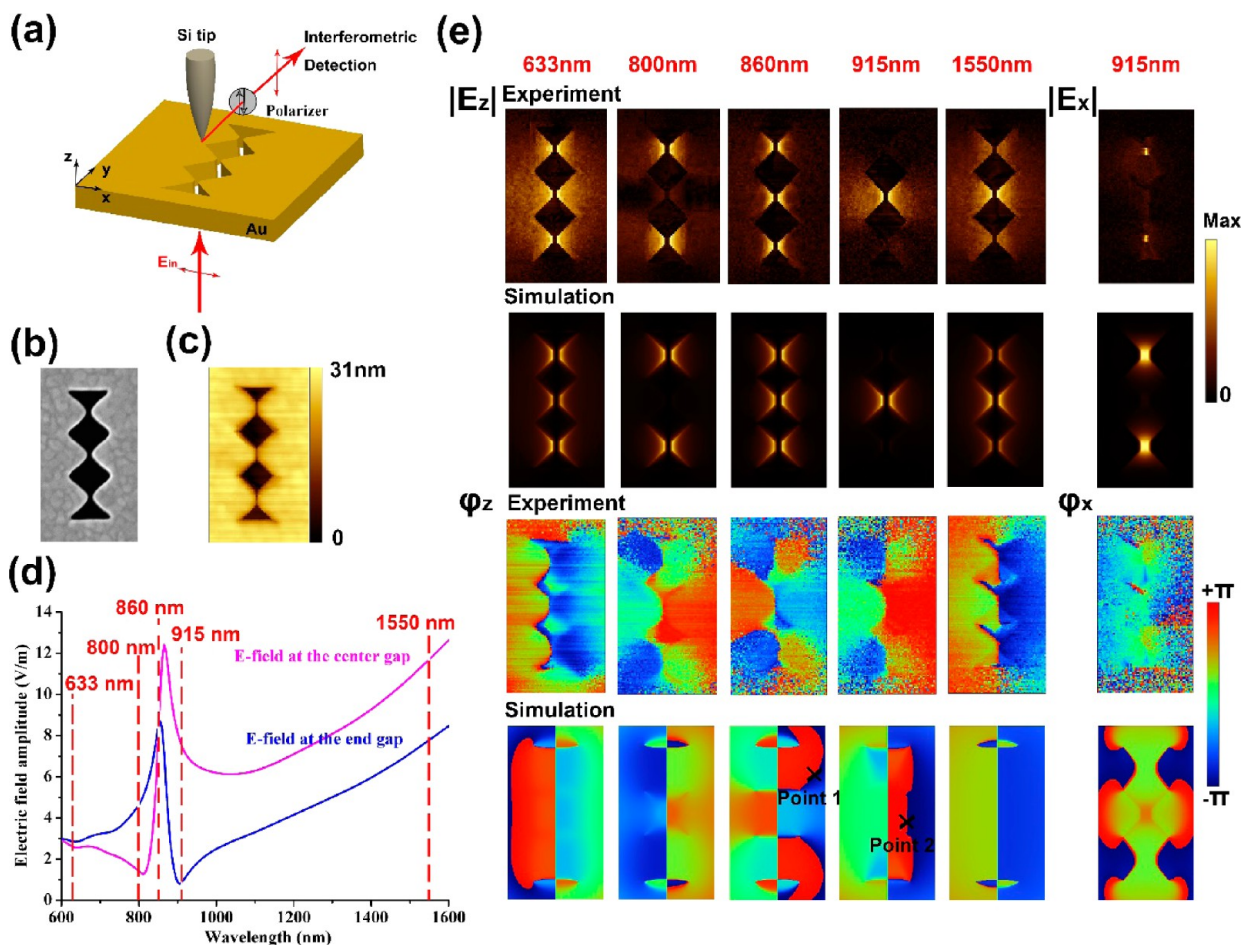 (a)
Si tip
Interferometric
Detection
Polarizer
z
y
x
Au
Ein
(b)
(c)
31nm
0
(d)
Electric field amplitude (V/m)
14
12
10
8
6
4
2
0
860 nm
800 nm
915 nm
633 nm
1550 nm
E-field at the center gap
E-field at the end gap
600 800 1000 1200 1400 1600
Wavelength (nm)
(e)
633nm 800nm 860nm 915nm 1550nm 915nm
|Ez| Experiment |Ex|
Simulation
Max
0
φz Experiment φx
Simulation
+π
-π
Point 1
Point 2